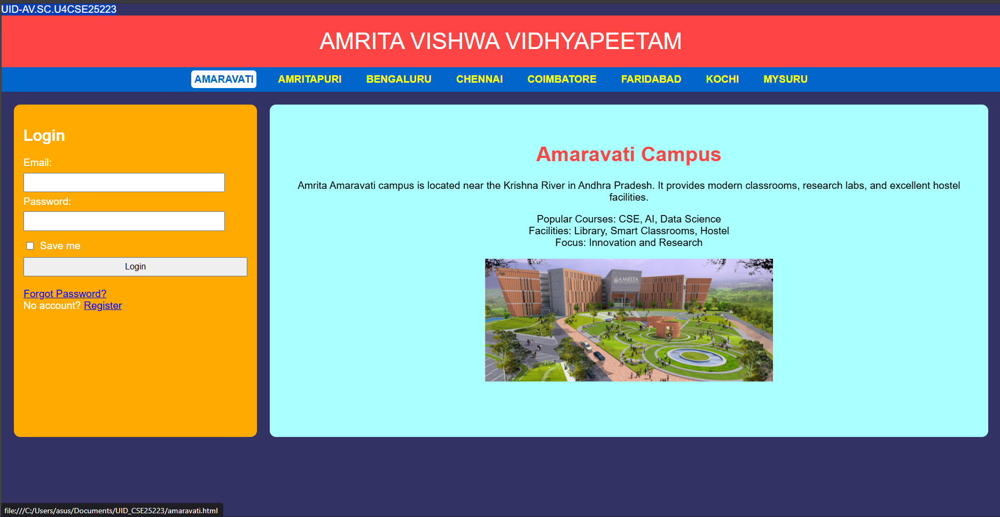 UID-AV.SC.U4CSE25223
AMRITA VISHWA VIDHYAPEETAM
AMARAVATI AMRITAPURI BENGALURU CHENNAI COIMBATORE FARIDABAD KOCHI MYSURU
Login
Email:
Password:
Save me
Login
Forgot Password?
No account? Register
Amaravati Campus
Amrita Amaravati campus is located near the Krishna River in Andhra Pradesh. It provides modern classrooms, research labs, and excellent hostel
facilities.
Popular Courses: CSE, AI, Data Science
Facilities: Library, Smart Classrooms, Hostel
Focus: Innovation and Research
AMRITA
file:///C:/Users/asus/Documents/UID_CSE25223/amaravati.html